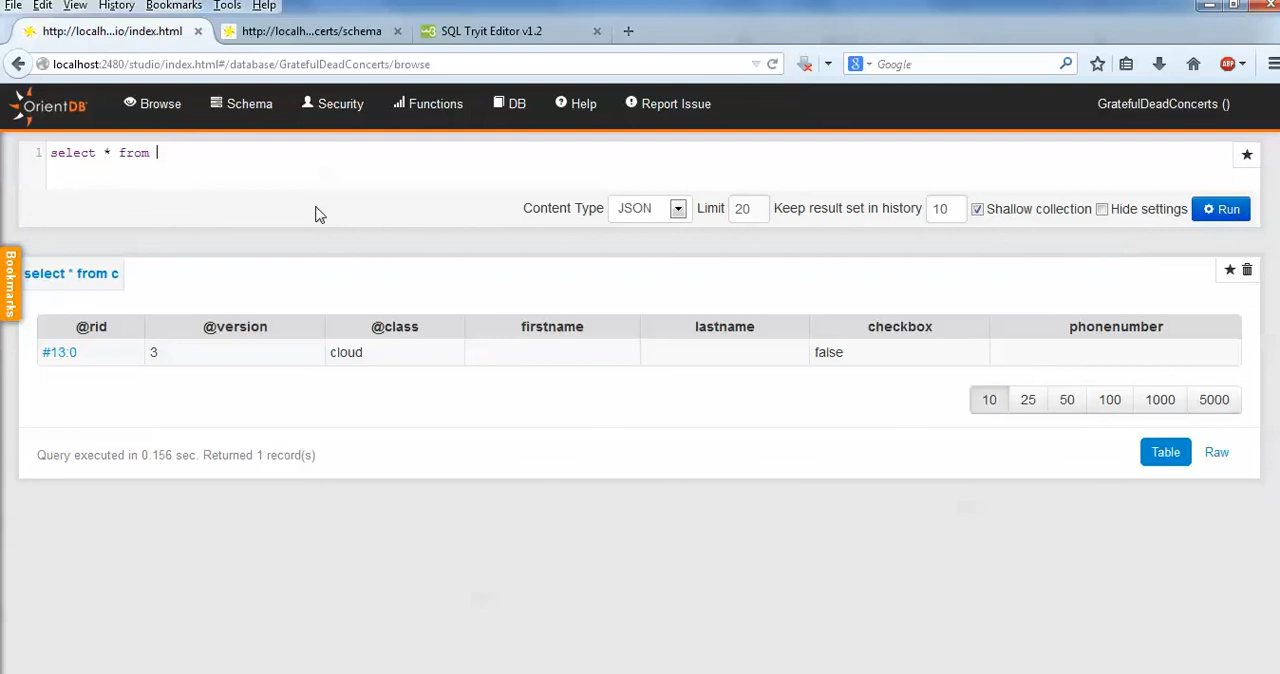 File Edit View History Bookmarks Tools Help
http://localh...io/index.html http://localh...certs/schema SQL Tryit Editor v1.2
localhost:2480/studio/index.html#/database/GratefulDeadConcerts/browse Google ABP
OrientDB Browse Schema Security Functions DB Help Report Issue GratefulDeadConcerts ()
1 select * from
Content Type JSON Limit 20 Keep result set in history 10 Shallow collection Hide settings Run
Bookmarks
select * from c
@rid @version @class firstname lastname checkbox phonenumber
#13:0 3 cloud false
10 25 50 100 1000 5000
Query executed in 0.156 sec. Returned 1 record(s) Table Raw